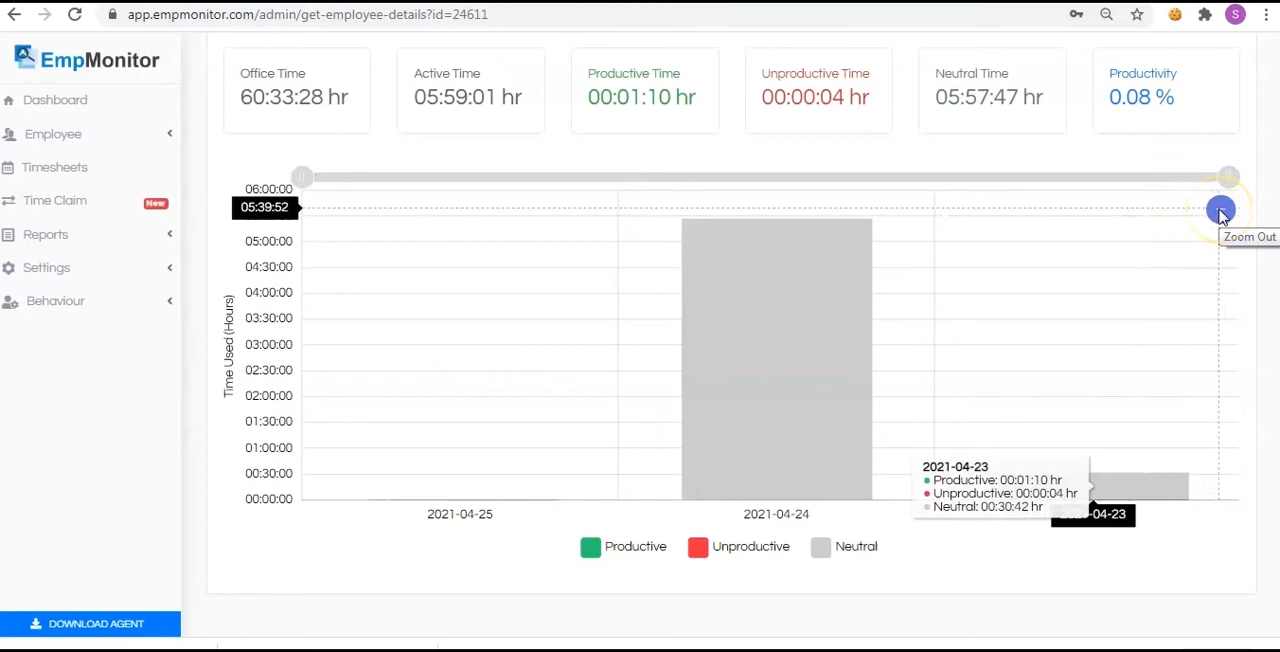 app.empmonitor.com/admin/get-employee-details?id=24611
S
EmpMonitor
Dashboard
Employee
Timesheets
Time Claim New
Reports
Settings
Behaviour
DOWNLOAD AGENT
Office Time
60:33:28 hr
Active Time
05:59:01 hr
Productive Time
00:01:10 hr
Unproductive Time
00:00:04 hr
Neutral Time
05:57:47 hr
Productivity
0.08 %
06:00:00
05:39:52
Zoom Out
05:00:00
04:30:00
04:00:00
03:30:00
03:00:00
02:30:00
02:00:00
01:30:00
01:00:00
00:30:00
00:00:00
Time Used (Hours)
2021-04-23
Productive: 00:01:10 hr
Unproductive: 00:00:04 hr
Neutral: 00:30:42 hr
2021-04-25
2021-04-24
-04-23
Productive
Unproductive
Neutral